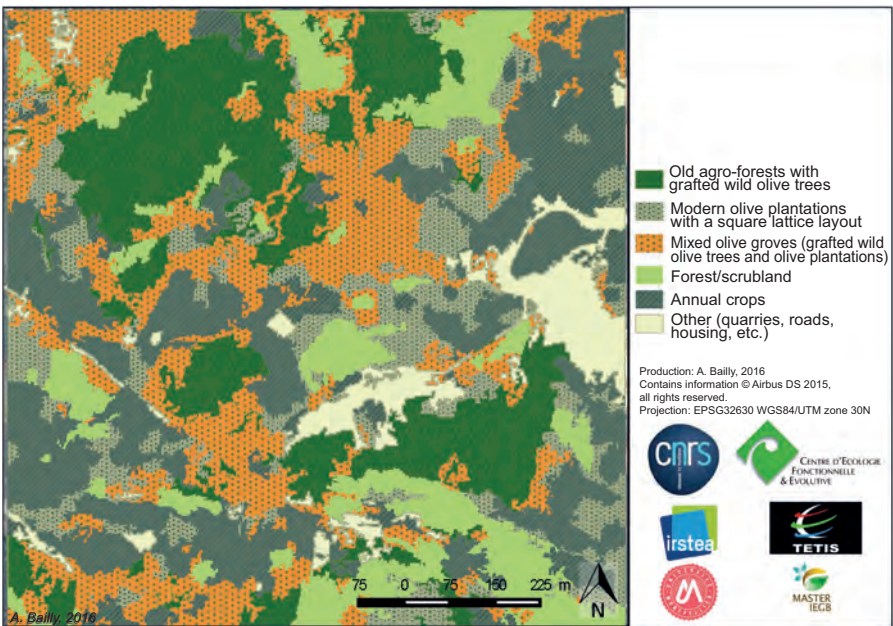 Old agro-forests with
grafted wild olive trees
Modern olive plantations
with a square lattice layout
Mixed olive groves (grafted wild
olive trees and olive plantations)
Forest/scrubland
Annual crops
Other (quarries, roads,
housing, etc.)
Production: A. Bailly, 2016
Contains information © Airbus DS 2015,
all rights reserved.
Projection: EPSG32630 WGS84/UTM zone 30N
cnrs
CENTRE D'ECOLOGIE
FONCTIONNELLE
& EVOLUTIVE
irstea
TETIS
MASTER
IEGB
75 0 75 150 225 m
N
A. Bailly, 2016